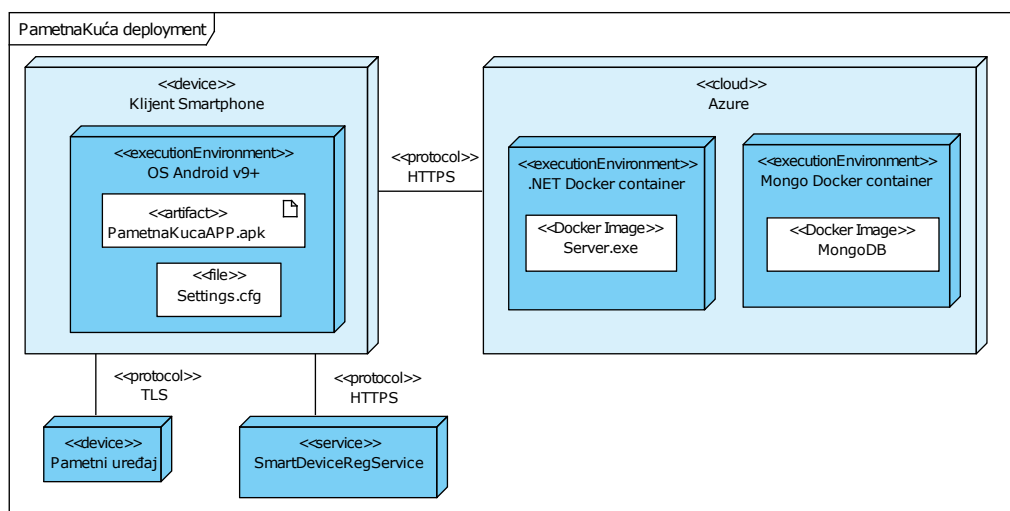 PametnaKuća deployment
<<device>>
Klijent Smartphone
<<executionEnvironment>>
OS Android v9+
<<artifact>>
PametnaKucaAPP.apk
<<file>>
Settings.cfg
<<protocol>>
HTTPS
<<cloud>>
Azure
<<executionEnvironment>>
.NET Docker container
<<Docker Image>>
Server.exe
<<executionEnvironment>>
Mongo Docker container
<<Docker Image>>
MongoDB
<<protocol>>
TLS
<<protocol>>
HTTPS
<<device>>
Pametni uređaj
<<service>>
SmartDeviceRegService